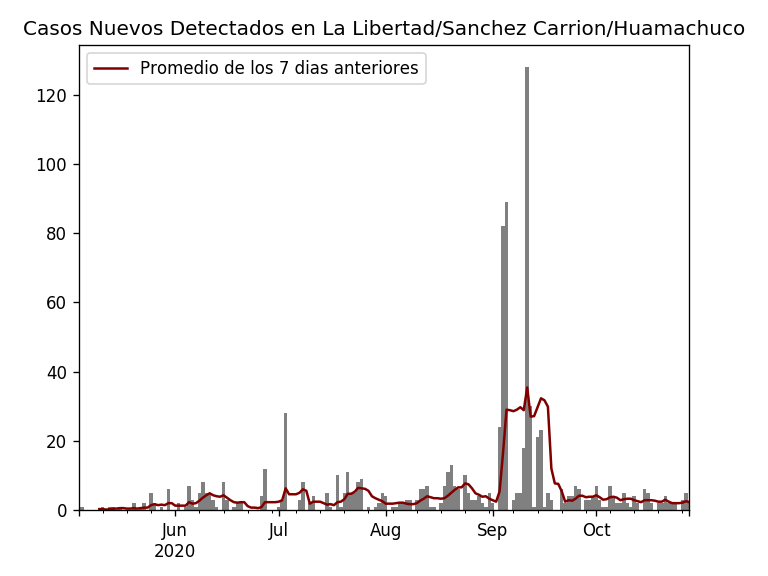 Casos Nuevos Detectados en La Libertad/Sanchez Carrion/Huamachuco
Promedio de los 7 dias anteriores
120
100
80
60
40
20
0
Jun
2020
Jul
Aug
Sep
Oct